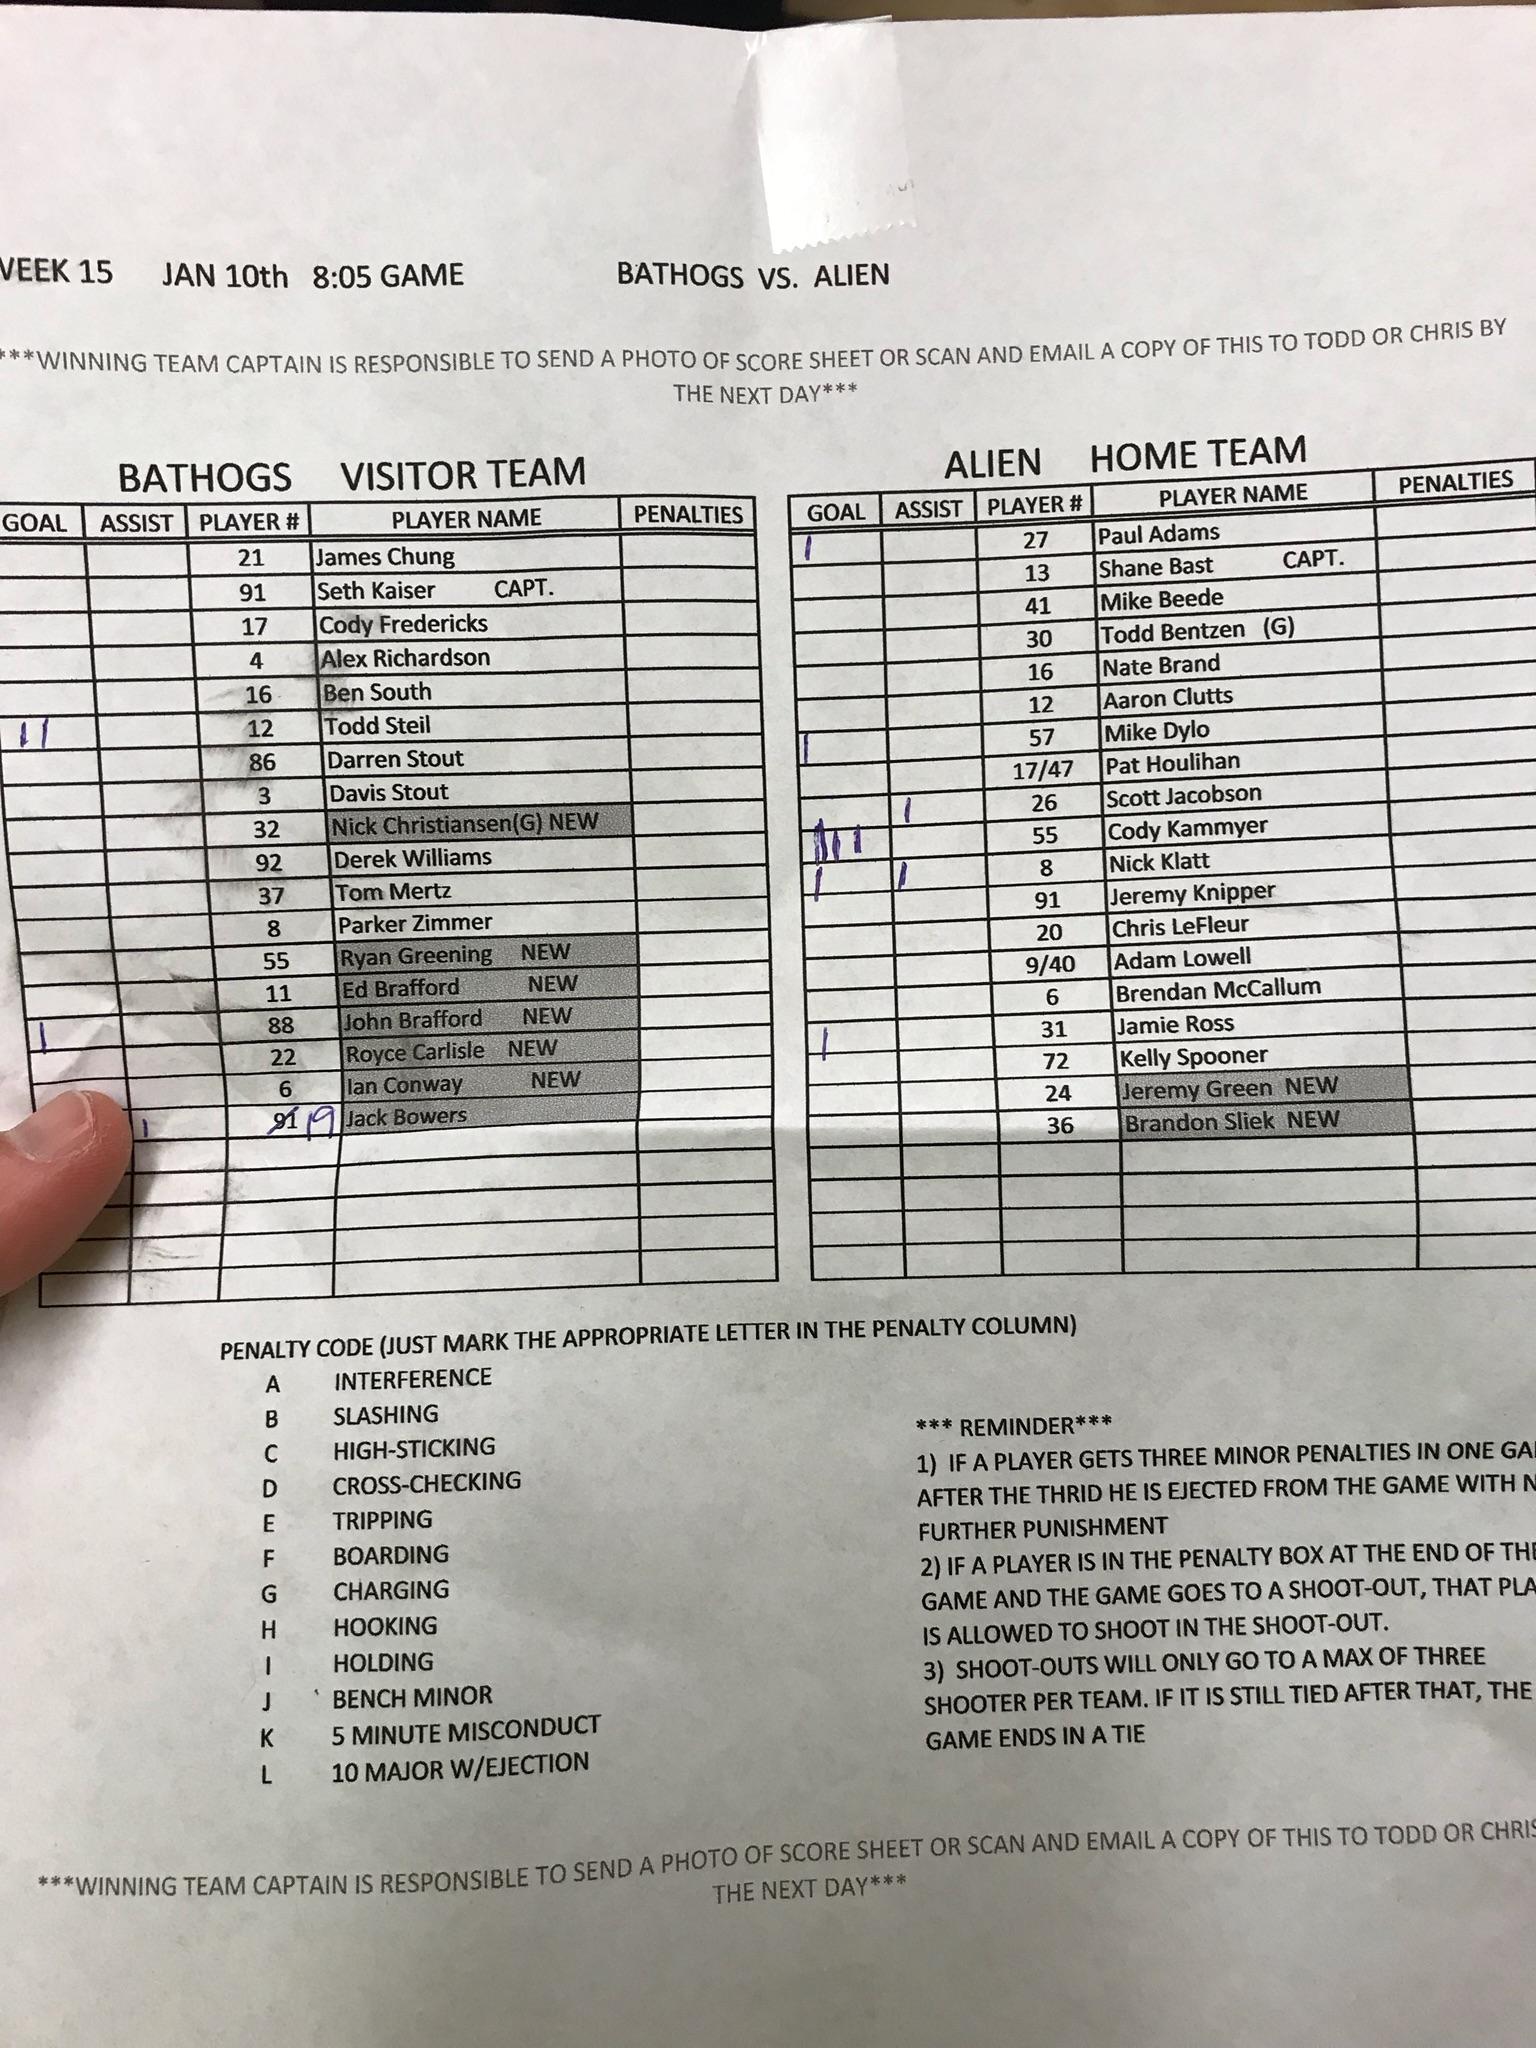 VEEK 15 JAN 10th 8:05 GAME BATHOGS VS. ALIEN
***WINNING TEAM CAPTAIN IS RESPONSIBLE TO SEND A PHOTO OF SCORE SHEET OR SCAN AND EMAIL A COPY OF THIS TO TODD OR CHRIS BY
THE NEXT DAY***
BATHOGS VISITOR TEAM
GOAL ASSIST PLAYER # PLAYER NAME PENALTIES
21 James Chung
91 Seth Kaiser CAPT.
17 Cody Fredericks
4 Alex Richardson
16 Ben South
11 12 Todd Steil
86 Darren Stout
3 Davis Stout
32 Nick Christiansen(G) NEW
92 Derek Williams
37 Tom Mertz
8 Parker Zimmer
55 Ryan Greening NEW
11 Ed Brafford NEW
1 88 John Brafford NEW
22 Royce Carlisle NEW
6 Ian Conway NEW
1 91 19 Jack Bowers
ALIEN HOME TEAM
GOAL ASSIST PLAYER # PLAYER NAME PENALTIES
1 27 Paul Adams
13 Shane Bast CAPT.
41 Mike Beede
30 Todd Bentzen (G)
16 Nate Brand
12 Aaron Clutts
1 57 Mike Dylo
17/47 Pat Houlihan
1 26 Scott Jacobson
111 55 Cody Kammyer
1 1 8 Nick Klatt
91 Jeremy Knipper
20 Chris LeFleur
9/40 Adam Lowell
6 Brendan McCallum
1 31 Jamie Ross
72 Kelly Spooner
24 Jeremy Green NEW
36 Brandon Sliek NEW
PENALTY CODE (JUST MARK THE APPROPRIATE LETTER IN THE PENALTY COLUMN)
A INTERFERENCE
B SLASHING
C HIGH-STICKING
D CROSS-CHECKING
E TRIPPING
F BOARDING
G CHARGING
H HOOKING
I HOLDING
J BENCH MINOR
K 5 MINUTE MISCONDUCT
L 10 MAJOR W/EJECTION
*** REMINDER***
1) IF A PLAYER GETS THREE MINOR PENALTIES IN ONE GA
AFTER THE THRID HE IS EJECTED FROM THE GAME WITH N
FURTHER PUNISHMENT
2) IF A PLAYER IS IN THE PENALTY BOX AT THE END OF THE
GAME AND THE GAME GOES TO A SHOOT-OUT, THAT PLA
IS ALLOWED TO SHOOT IN THE SHOOT-OUT.
3) SHOOT-OUTS WILL ONLY GO TO A MAX OF THREE
SHOOTER PER TEAM. IF IT IS STILL TIED AFTER THAT, THE
GAME ENDS IN A TIE
***WINNING TEAM CAPTAIN IS RESPONSIBLE TO SEND A PHOTO OF SCORE SHEET OR SCAN AND EMAIL A COPY OF THIS TO TODD OR CHRIS
THE NEXT DAY***